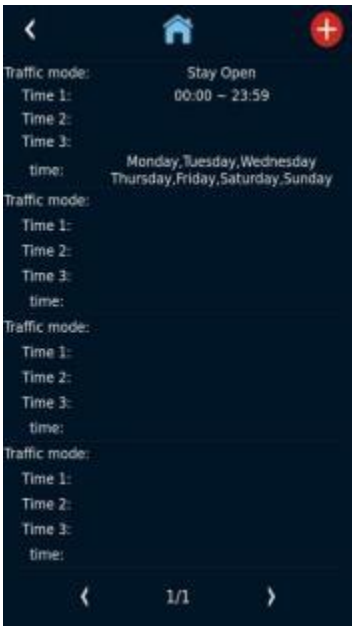 Traffic mode: Stay Open
Time 1: 00:00 ~ 23:59
Time 2:
Time 3:
time: Monday,Tuesday,Wednesday
Thursday,Friday,Saturday,Sunday
Traffic mode:
Time 1:
Time 2:
Time 3:
time:
Traffic mode:
Time 1:
Time 2:
Time 3:
time:
Traffic mode:
Time 1:
Time 2:
Time 3:
time:
1/1